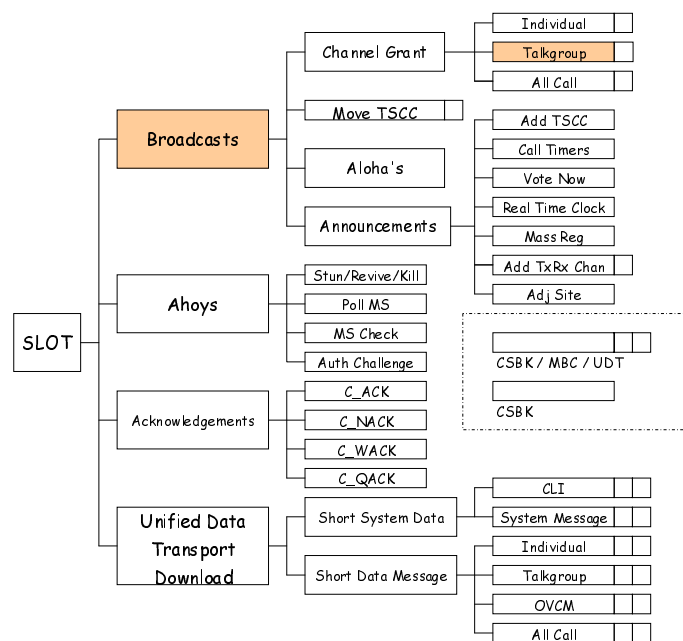 SLOT
Broadcasts
Channel Grant
Individual
Talkgroup
All Call
Move TSCC
Aloha's
Announcements
Add TSCC
Call Timers
Vote Now
Real Time Clock
Mass Reg
Add TxRx Chan
Adj Site
Ahoys
Stun/Revive/Kill
Poll MS
MS Check
Auth Challenge
Acknowledgements
C_ACK
C_NACK
C_WACK
C_QACK
CSBK / MBC / UDT
CSBK
Unified Data
Transport
Download
Short System Data
CLI
System Message
Short Data Message
Individual
Talkgroup
OVCM
All Call